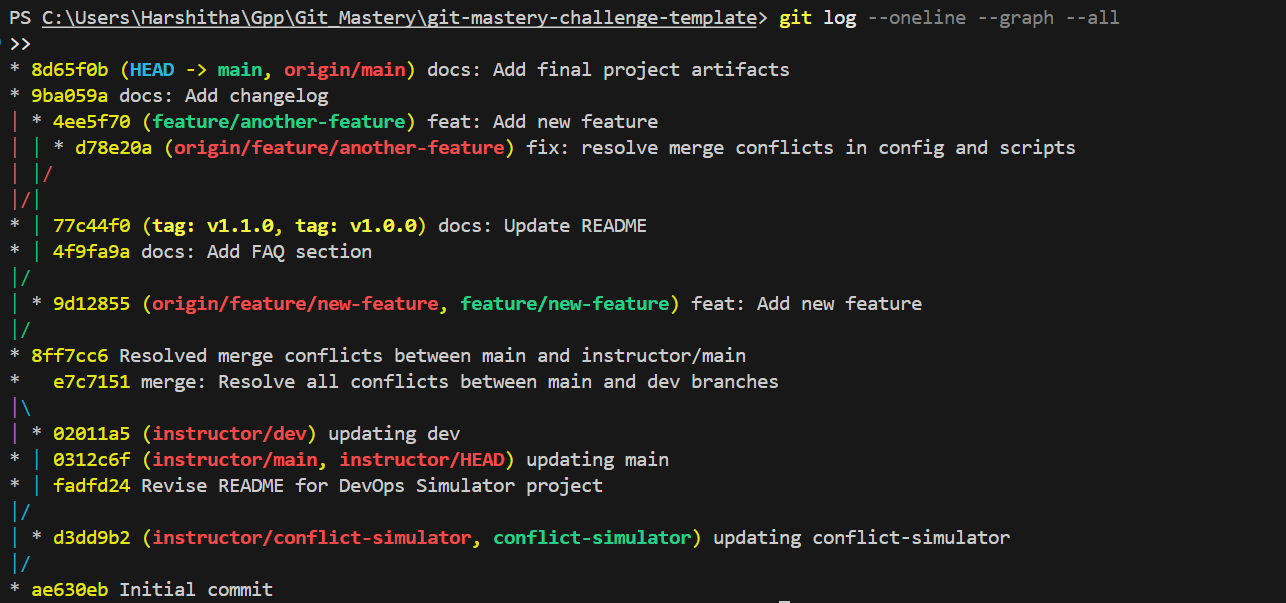 PS C:\Users\Harshitha\Gpp\Git_Mastery\git-mastery-challenge-template> git log --oneline --graph --all
>>
* 8d65f0b (HEAD -> main, origin/main) docs: Add final project artifacts
* 9ba059a docs: Add changelog
| * 4ee5f70 (feature/another-feature) feat: Add new feature
| | * d78e20a (origin/feature/another-feature) fix: resolve merge conflicts in config and scripts
| |/
|/|
* | 77c44f0 (tag: v1.1.0, tag: v1.0.0) docs: Update README
* | 4f9fa9a docs: Add FAQ section
|/
| * 9d12855 (origin/feature/new-feature, feature/new-feature) feat: Add new feature
|/
* 8ff7cc6 Resolved merge conflicts between main and instructor/main
*   e7c7151 merge: Resolve all conflicts between main and dev branches
|\
| * 02011a5 (instructor/dev) updating dev
* | 0312c6f (instructor/main, instructor/HEAD) updating main
* | fadfd24 Revise README for DevOps Simulator project
|/
| * d3dd9b2 (instructor/conflict-simulator, conflict-simulator) updating conflict-simulator
|/
* ae630eb Initial commit